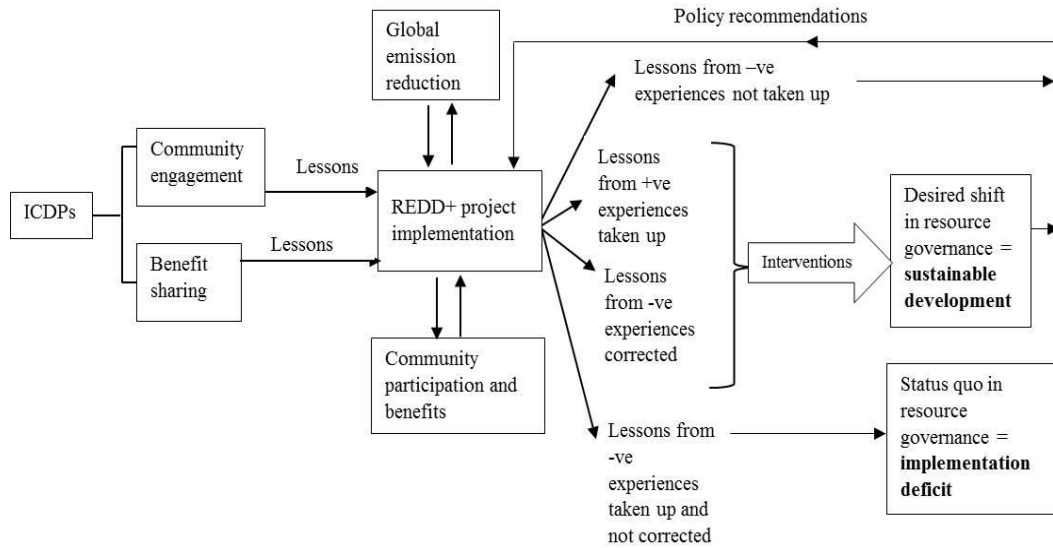 Policy recommendations
Global
emission
reduction
Lessons from –ve
experiences not taken up
Community
engagement
Lessons
ICDPs
Benefit
sharing
Lessons
REDD+ project
implementation
Lessons
from +ve
experiences
taken up
Lessons
from -ve
experiences
corrected
Interventions
Desired shift
in resource
governance =
sustainable
development
Community
participation and
benefits
Lessons from
-ve
experiences
taken up and
not corrected
Status quo in
resource
governance =
implementation
deficit